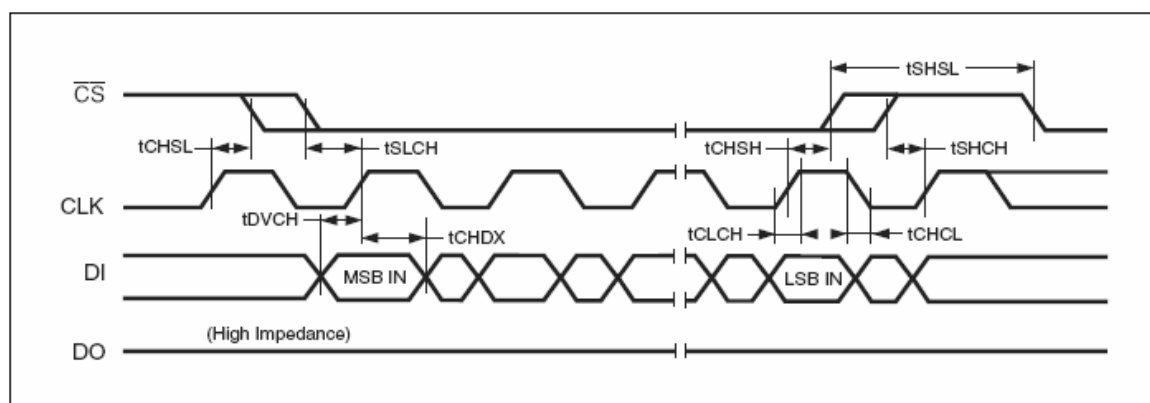 tSHSL
CS
tCHSL
tSLCH
tCHSH
tSHCH
CLK
tDVCH
tCHDX
tCLCH
tCHCL
DI
MSB IN
LSB IN
(High Impedance)
DO